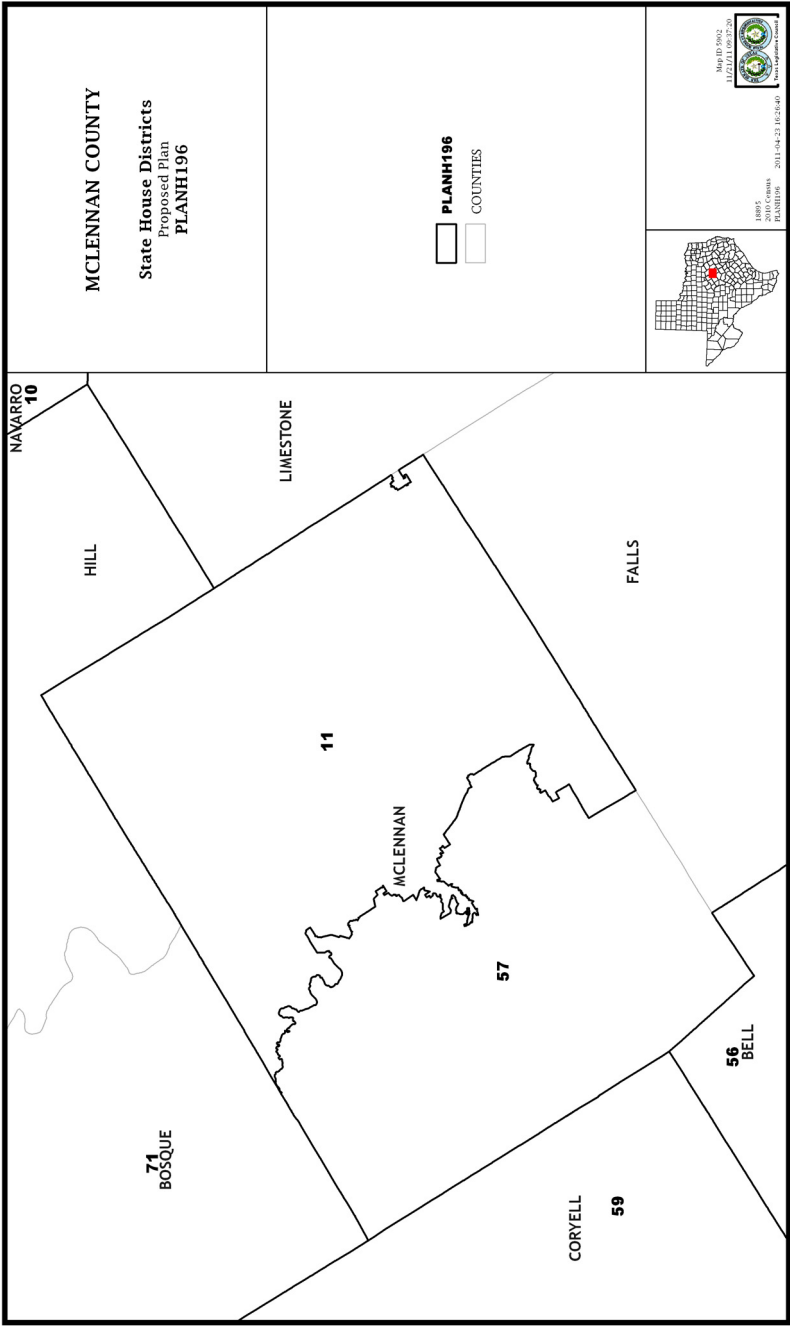 MCLENNAN COUNTY
State House Districts
Proposed Plan
PLANH196
PLANH196
COUNTIES
NAVARRO
10
HILL
LIMESTONE
11
MCLENNAN
FALLS
57
71
BOSQUE
56
BELL
CORYELL
59
Map ID 5902
11/21/11 09:37:20
Texas Legislative Council
18895
2010 Census
PLANH196 2011-04-23 16:26:40